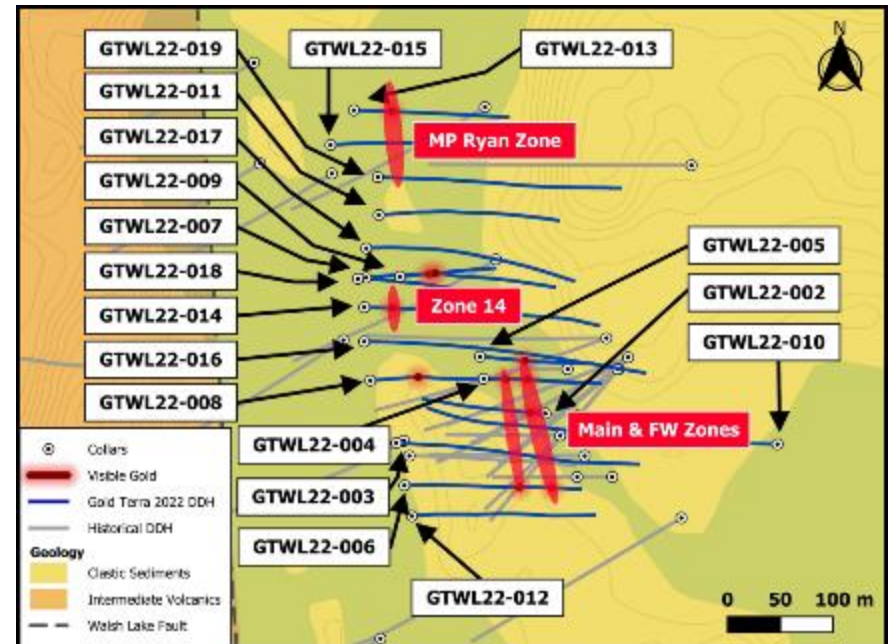 N
GTWL22-019
GTWL22-015
GTWL22-013
GTWL22-011
GTWL22-017
GTWL22-009
GTWL22-007
GTWL22-018
GTWL22-014
GTWL22-016
GTWL22-008
MP Ryan Zone
Zone 14
GTWL22-005
GTWL22-002
GTWL22-010
Main & FW Zones
GTWL22-004
GTWL22-003
GTWL22-006
GTWL22-012
Collars
Visible Gold
Gold Terra 2022 DDH
Historical DDH
Geology
Clastic Sediments
Intermediate Volcanics
Walsh Lake Fault
0 50 100 m